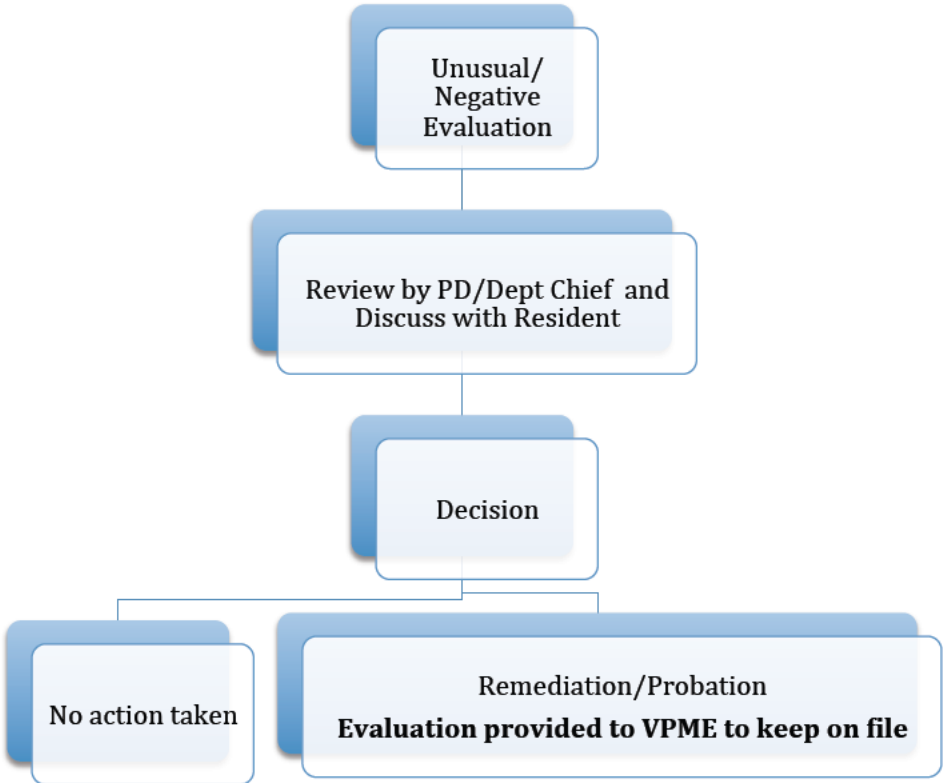 Unusual/
Negative
Evaluation
Review by PD/Dept Chief and
Discuss with Resident
Decision
No action taken
Remediation/Probation
Evaluation provided to VPME to keep on file